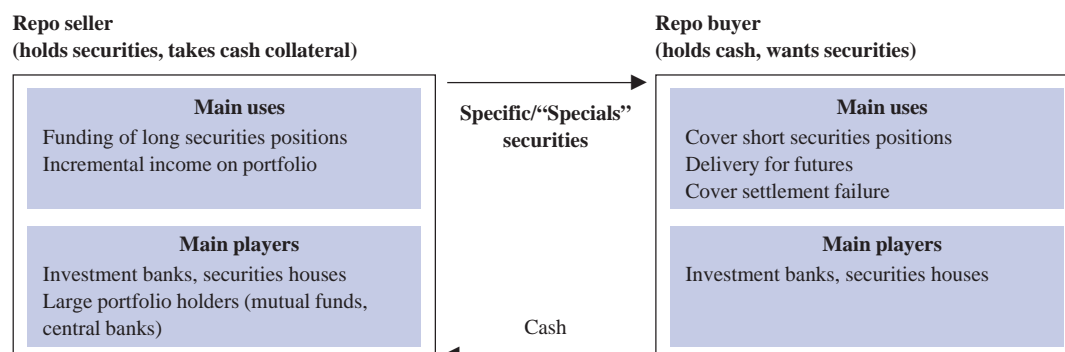 Repo seller
(holds securities, takes cash collateral)
Main uses
Funding of long securities positions
Incremental income on portfolio
Main players
Investment banks, securities houses
Large portfolio holders (mutual funds,
central banks)
Specific/“Specials”
securities
Cash
Repo buyer
(holds cash, wants securities)
Main uses
Cover short securities positions
Delivery for futures
Cover settlement failure
Main players
Investment banks, securities houses